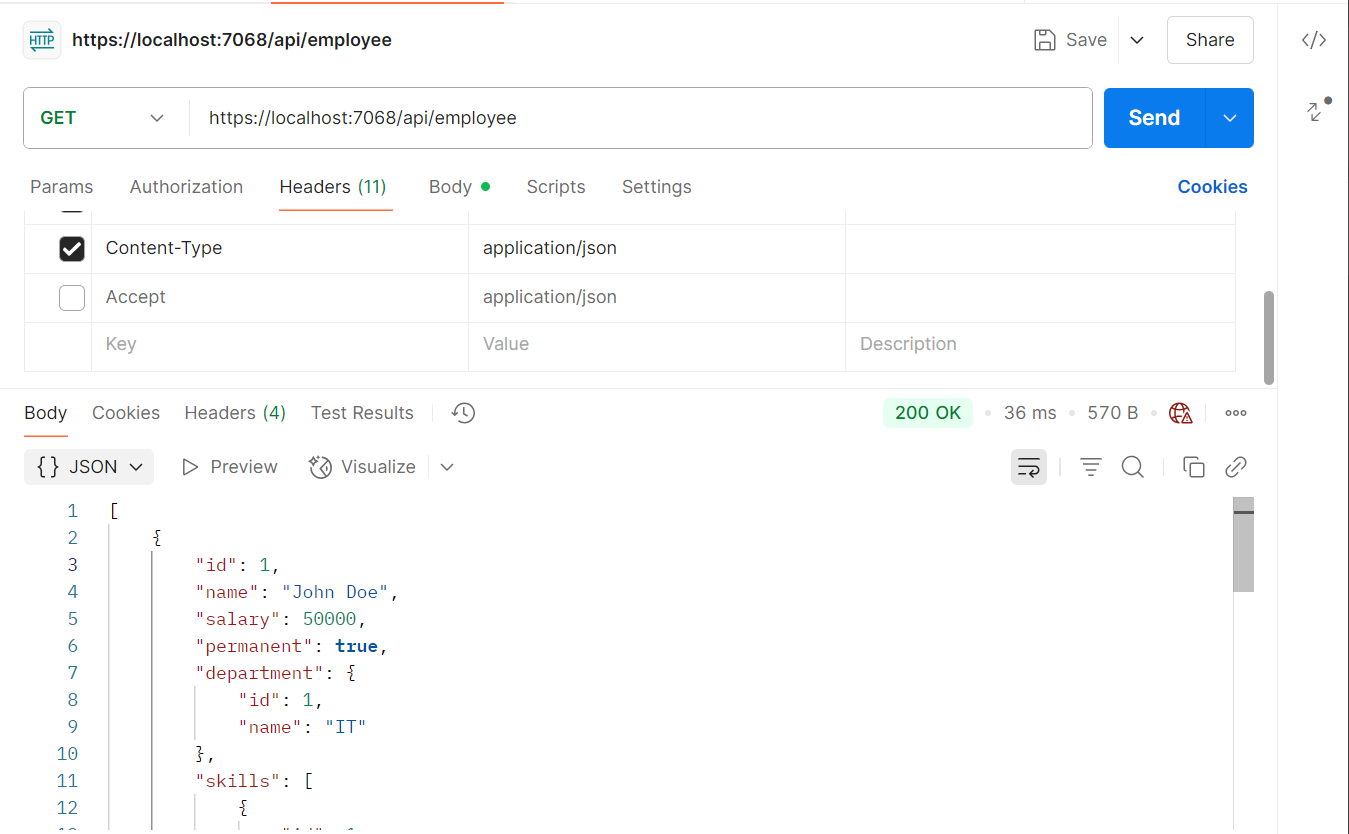 HTTP https://localhost:7068/api/employee Save Share
GET https://localhost:7068/api/employee Send
Params Authorization Headers (11) Body Scripts Settings Cookies
Content-Type application/json
Accept application/json
Key Value Description
Body Cookies Headers (4) Test Results 200 OK 36 ms 570 B
{} JSON Preview Visualize
1 [
2 {
3 "id": 1,
4 "name": "John Doe",
5 "salary": 50000,
6 "permanent": true,
7 "department": {
8 "id": 1,
9 "name": "IT"
10 },
11 "skills": [
12 {